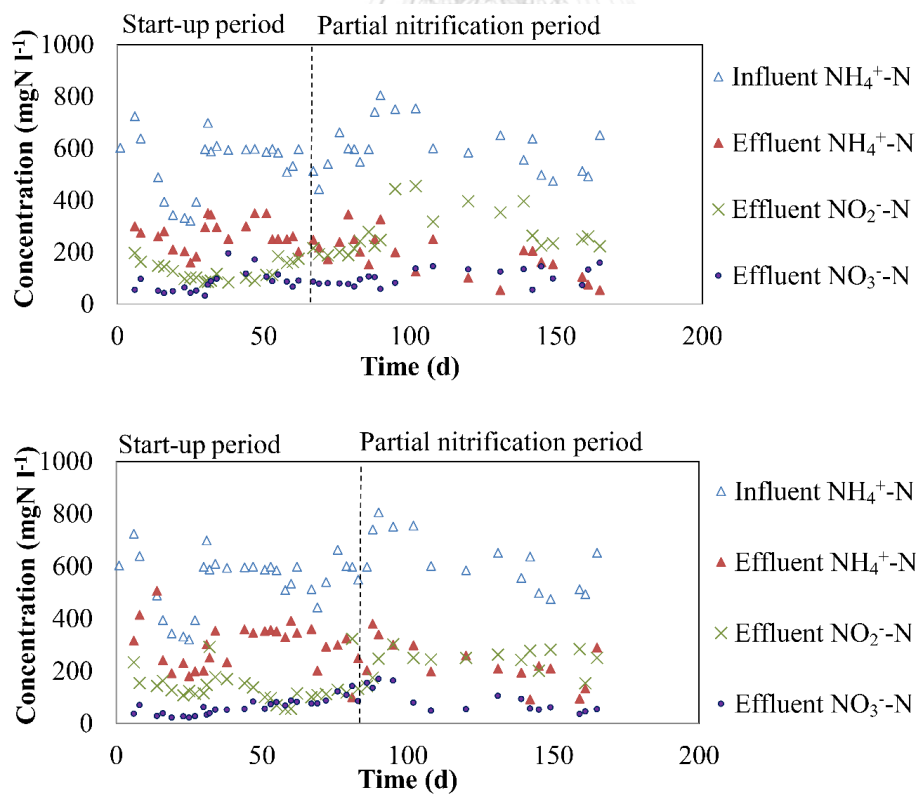 Start-up period Partial nitrification period
Concentration (mgN l⁻¹)
1000
800
600
400
200
0
0 50 100 150 200
Time (d)
Influent NH₄⁺-N
Effluent NH₄⁺-N
Effluent NO₂⁻-N
Effluent NO₃⁻-N
Start-up period Partial nitrification period
Concentration (mgN l⁻¹)
1000
800
600
400
200
0
0 50 100 150 200
Time (d)
Influent NH₄⁺-N
Effluent NH₄⁺-N
Effluent NO₂⁻-N
Effluent NO₃⁻-N